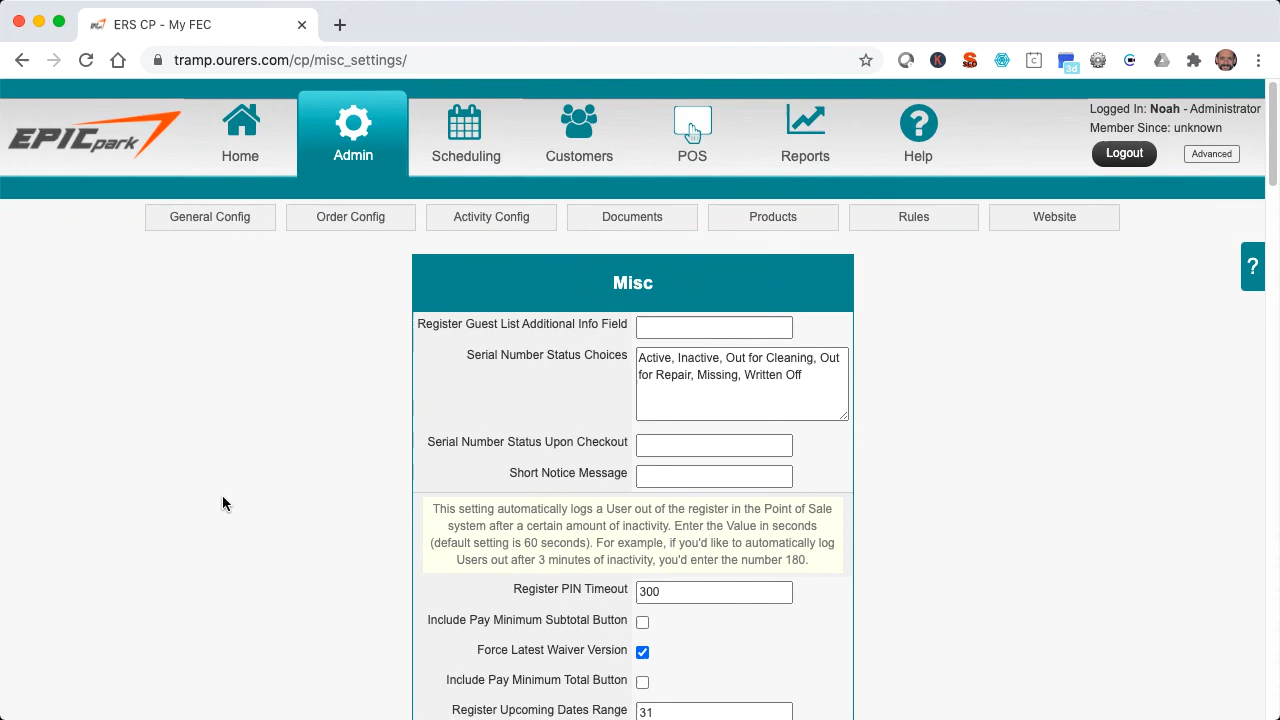 ERS CP - My FEC
tramp.ourers.com/cp/misc_settings/
3d
EPICpark
Home
Admin
Scheduling
Customers
POS
Reports
Help
Logged In: Noah - Administrator
Member Since: unknown
Logout
Advanced
General Config
Order Config
Activity Config
Documents
Products
Rules
Website
?
Misc
Register Guest List Additional Info Field
Serial Number Status Choices
Active, Inactive, Out for Cleaning, Out
for Repair, Missing, Written Off
Serial Number Status Upon Checkout
Short Notice Message
This setting automatically logs a User out of the register in the Point of Sale
system after a certain amount of inactivity. Enter the Value in seconds
(default setting is 60 seconds). For example, if you'd like to automatically log
Users out after 3 minutes of inactivity, you'd enter the number 180.
Register PIN Timeout
300
Include Pay Minimum Subtotal Button
Force Latest Waiver Version
Include Pay Minimum Total Button
Register Upcoming Dates Range
31